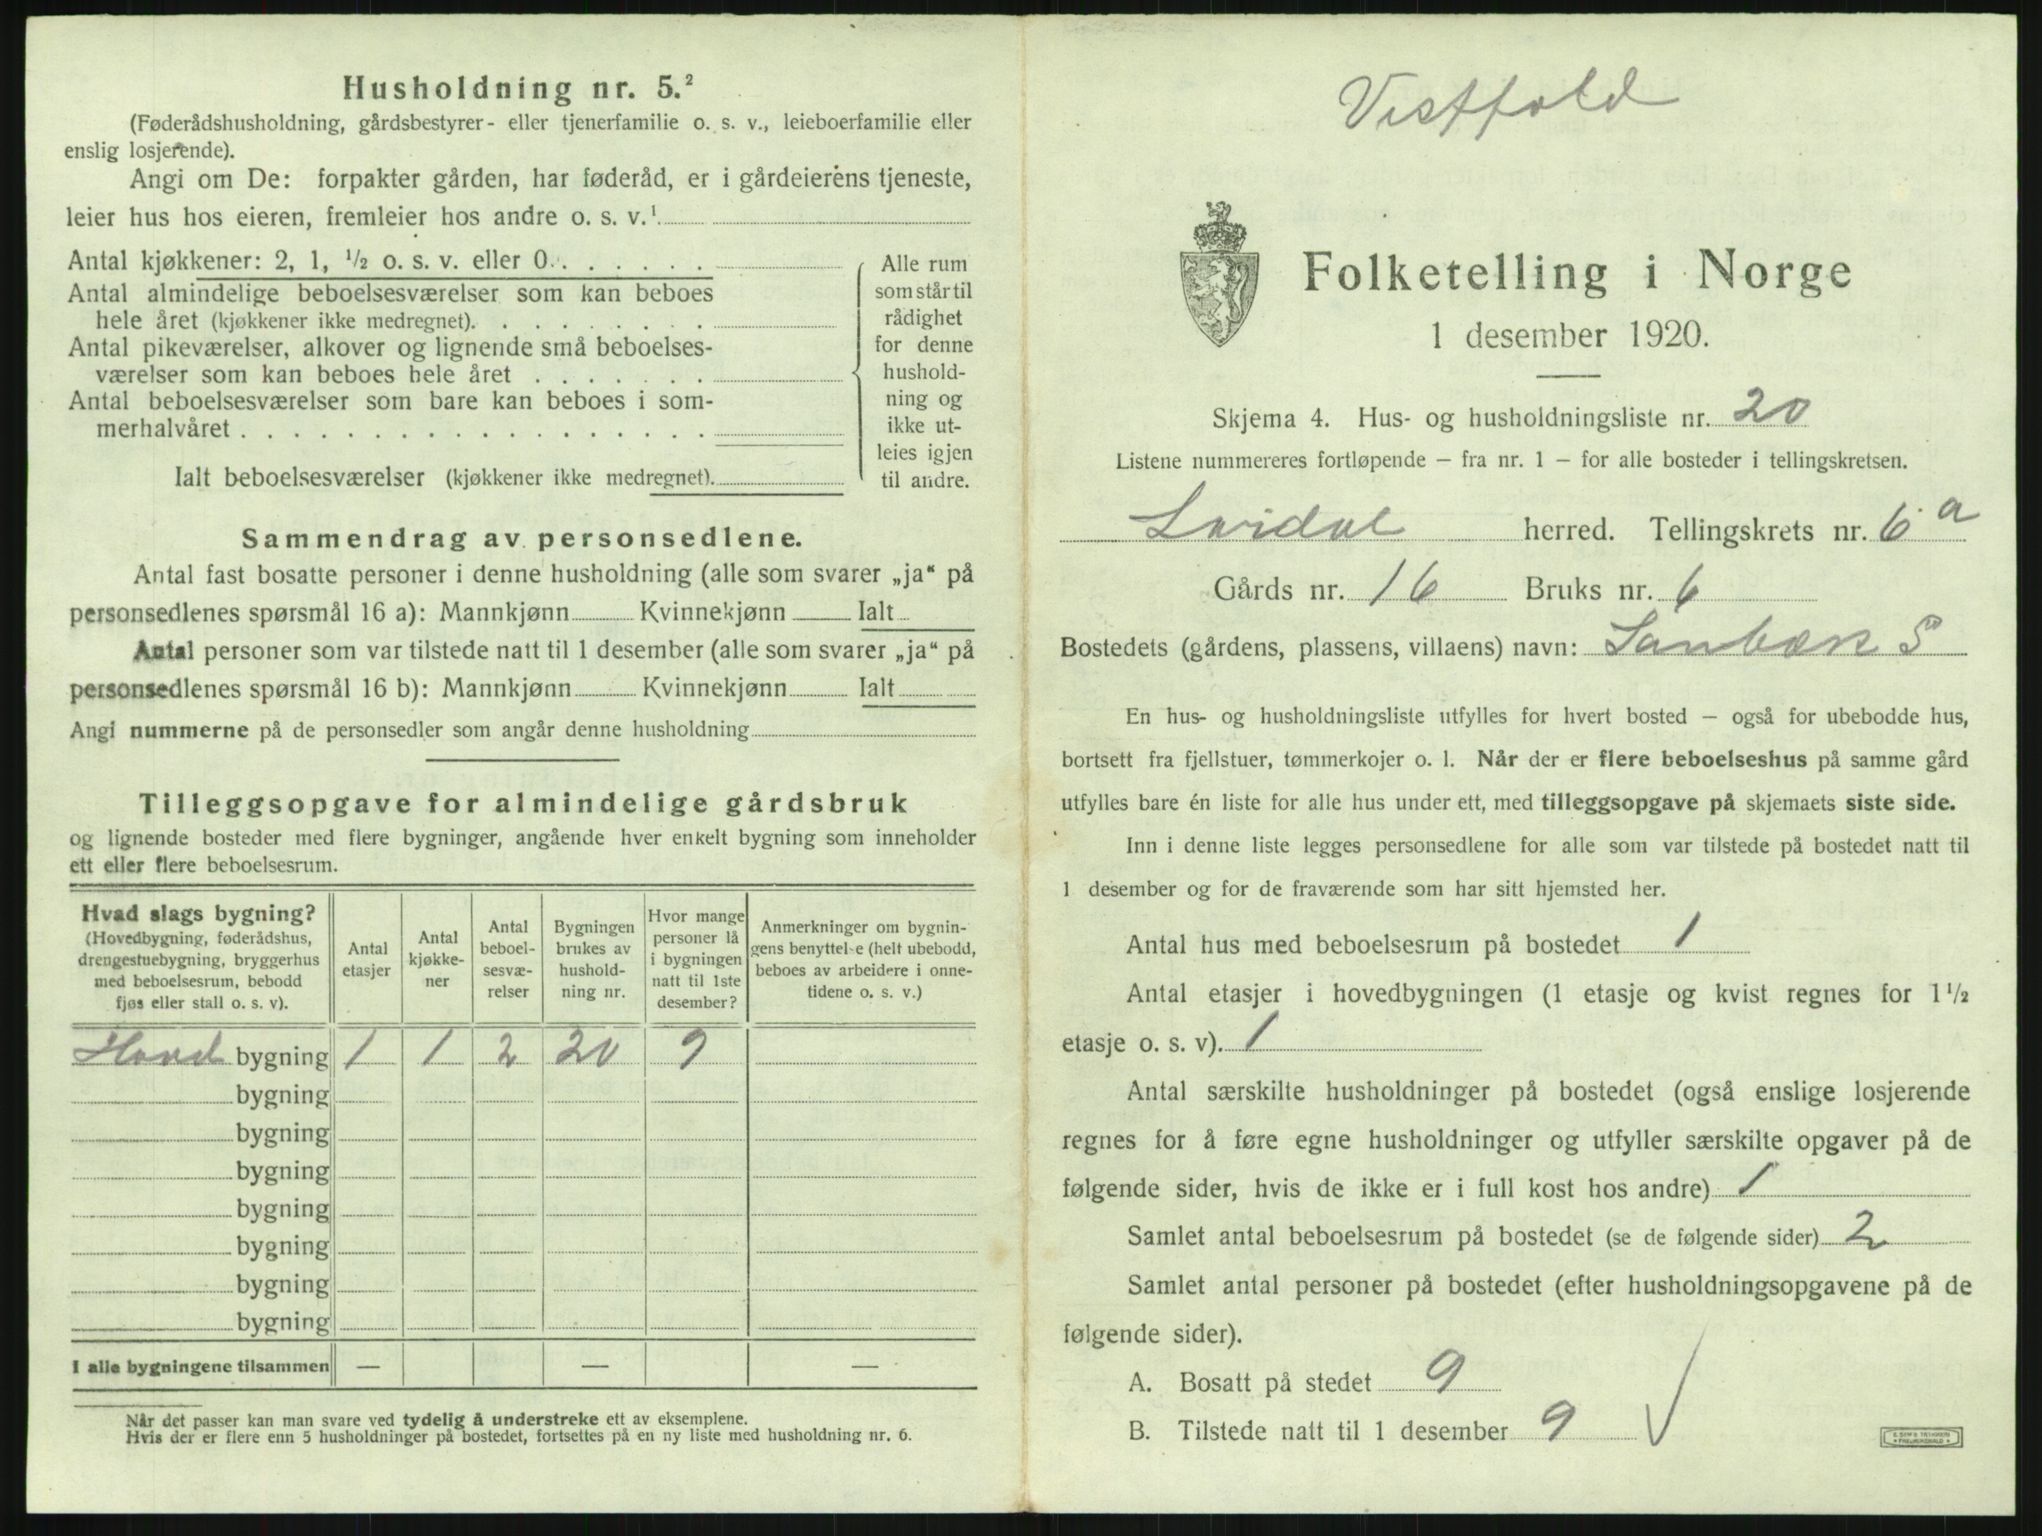 Husholdning nr. 5.²
(Føderådshusholdning, gårdsbestyrer- eller tjenerfamilie o. s. v., leieboerfamilie eller
enslig losjerende).
Angi om De: forpakter gården, har føderåd, er i gårdeierens tjeneste,
leier hus hos eieren, fremleier hos andre o. s. v.¹
Antal kjøkkener: 2, 1, ½ o. s. v. eller 0.
Antal almindelige beboelsesværelser som kan beboes
hele året (kjøkkener ikke medregnet).
Antal pikeværelser, alkover og lignende små beboelses-
værelser som kan beboes hele året
Antal beboelsesværelser som bare kan beboes i som-
merhalvåret
Ialt beboelsesværelser (kjøkkener ikke medregnet).
Alle rum
som står til
rådighet
for denne
hushold-
ning og
ikke ut-
leies igjen
til andre.
Sammendrag av personsedlene.
Antal fast bosatte personer i denne husholdning (alle som svarer „ja“ på
personsedlenes spørsmål 16 a): Mannkjønn Kvinnekjønn Ialt
Antal personer som var tilstede natt til 1 desember (alle som svarer „ja“ på
personsedlenes spørsmål 16 b): Mannkjønn Kvinnekjønn Ialt
Angi nummerne på de personsedler som angår denne husholdning
Tilleggsopgave for almindelige gårdsbruk
og lignende bosteder med flere bygninger, angående hver enkelt bygning som inneholder
ett eller flere beboelsesrum.
Hvad slags bygning?
(Hovedbygning, føderådshus,
drengestuebygning, bryggerhus
med beboelsesrum, bebodd
fjøs eller stall o. s. v).
Antal
etasjer
Antal
kjøkke-
ner
Antal
beboel-
sesvæ-
relser
Bygningen
brukes av
hushold-
ning nr.
Hvor mange
personer lå
i bygningen
natt til 1ste
desember?
Anmerkninger om bygnin-
gens benyttelse (helt ubebodd,
beboes av arbeidere i onne-
tidene o. s. v.)
Hoved bygning 1 1 2 20 9
bygning
bygning
bygning
bygning
bygning
bygning
bygning
I alle bygningene tilsammen — — —
Når det passer kan man svare ved tydelig å understreke ett av eksemplene.
Hvis der er flere enn 5 husholdninger på bostedet, fortsettes på en ny liste med husholdning nr. 6.
Vestfold
Folketelling i Norge
1 desember 1920.
Skjema 4. Hus- og husholdningsliste nr. 20
Listene nummereres fortløpende – fra nr. 1 – for alle bosteder i tellingskretsen.
herred. Tellingskrets nr. 6 a
Gårds nr. 16 Bruks nr. 6
Bostedets (gårdens, plassens, villaens) navn: Sanbæk S
En hus- og husholdningsliste utfylles for hvert bosted – også for ubebodde hus,
bortsett fra fjellstuer, tømmerkojer o. l. Når der er flere beboelseshus på samme gård
utfylles bare én liste for alle hus under ett, med tilleggsopgave på skjemaets siste side.
Inn i denne liste legges personsedlene for alle som var tilstede på bostedet natt til
1 desember og for de fraværende som har sitt hjemsted her.
Antal hus med beboelsesrum på bostedet 1
Antal etasjer i hovedbygningen (1 etasje og kvist regnes for 1½
etasje o. s. v). 1
Antal særskilte husholdninger på bostedet (også enslige losjerende
regnes for å føre egne husholdninger og utfyller særskilte opgaver på de
følgende sider, hvis de ikke er i full kost hos andre) 1
Samlet antal beboelsesrum på bostedet (se de følgende sider) 2
Samlet antal personer på bostedet (efter husholdningsopgavene på de
følgende sider).
A. Bosatt på stedet 9
B. Tilstede natt til 1 desember 9